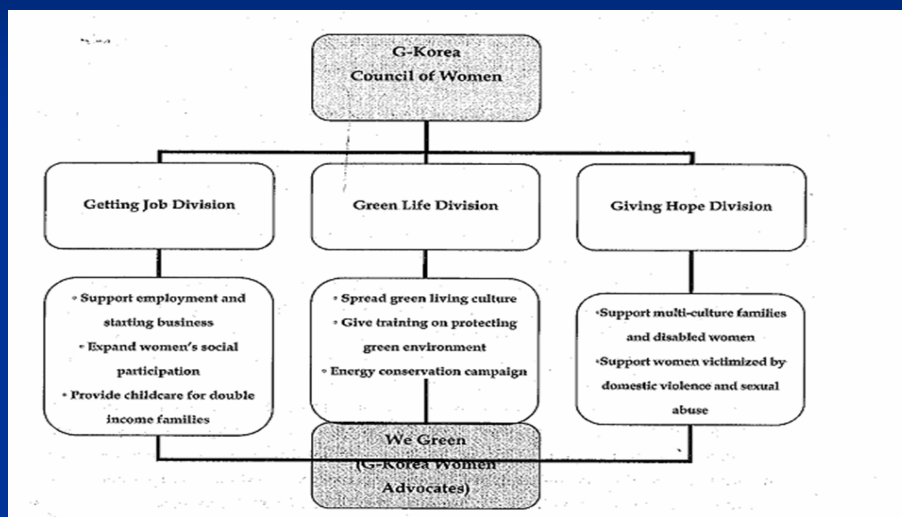 G-Korea
Council of Women
Getting Job Division
Green Life Division
Giving Hope Division
◦ Support employment and
starting business
◦ Expand women's social
participation
◦ Provide childcare for double
income families
◦ Spread green living culture
◦ Give training on protecting
green environment
◦ Energy conservation campaign
◦Support multi-culture families
and disabled women
◦Support women victimized by
domestic violence and sexual
abuse
We Green
(G-Korea Women
Advocates)